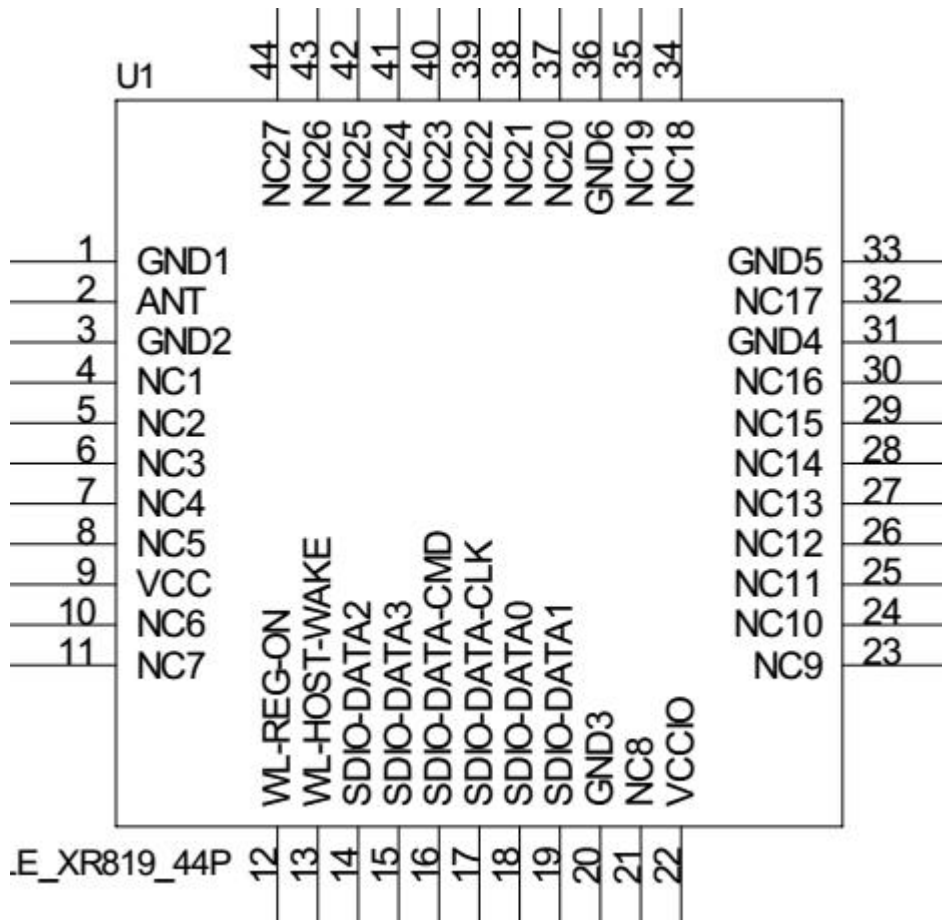 44 43 42 41 40 39 38 37 36 35 34
U1
NC27 NC26 NC25 NC24 NC23 NC22 NC21 NC20 GND6 NC19 NC18
1 GND1 GND5 33
2 ANT NC17 32
3 GND2 GND4 31
4 NC1 NC16 30
5 NC2 NC15 29
6 NC3 NC14 28
7 NC4 NC13 27
8 NC5 NC12 26
9 VCC NC11 25
10 NC6 NC10 24
11 NC7 NC9 23
WL-REG-ON
WL-HOST-WAKE
SDIO-DATA2
SDIO-DATA3
SDIO-DATA-CMD
SDIO-DATA-CLK
SDIO-DATA0
SDIO-DATA1
GND3
NC8
VCCIO
.E_XR819_44P
12 13 14 15 16 17 18 19 20 21 22